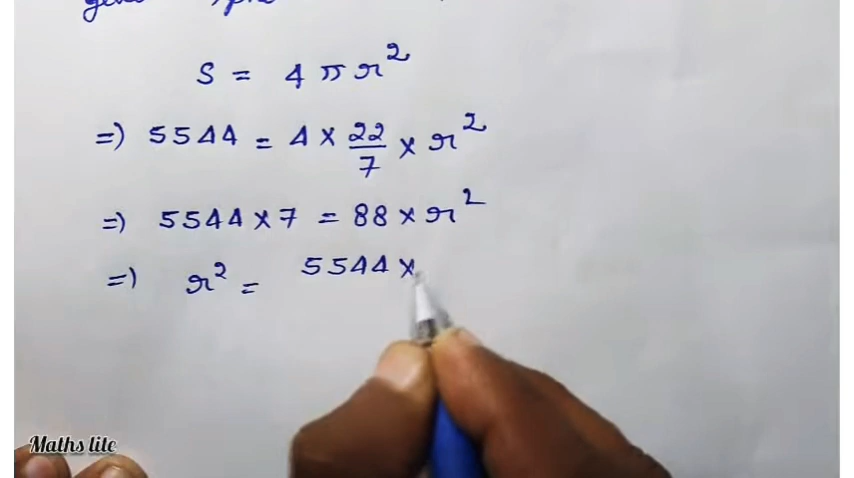 S = 4 π r²
=) 5544 = 4 × 22/7 × r²
=) 5544 × 7 = 88 × r²
=) r² = 5544 ×
Maths lite